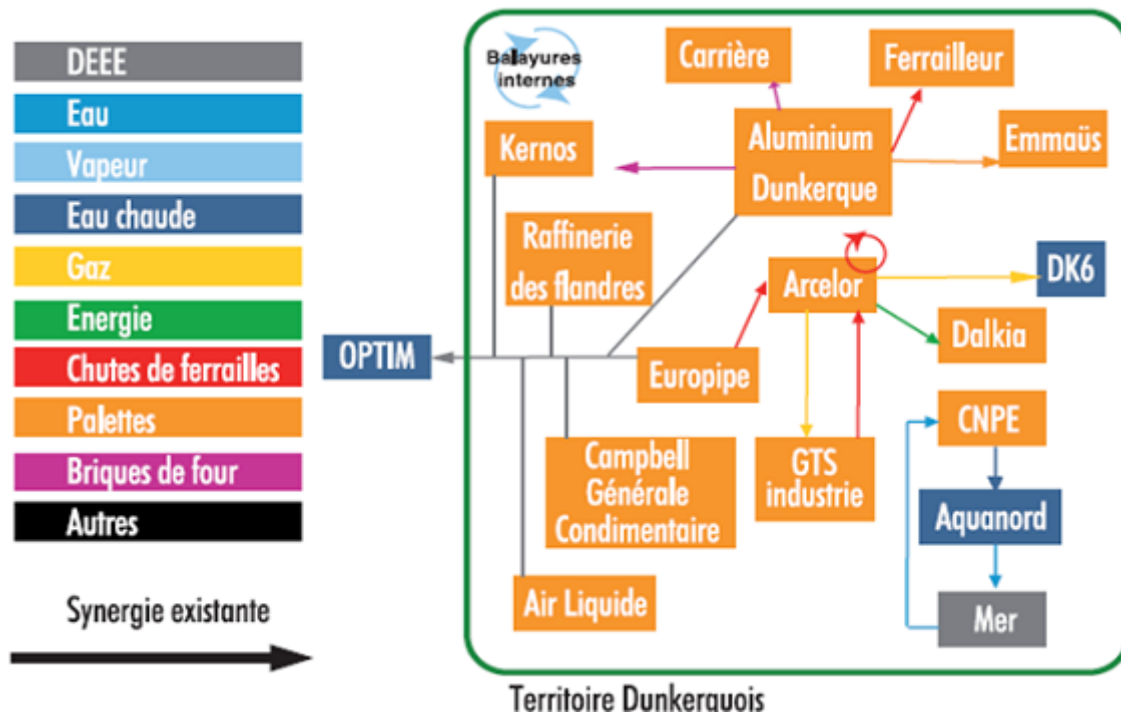 DEEE
Eau
Vapeur
Eau chaude
Gaz
Energie
Chutes de ferrailles
Palettes
Briques de four
Autres
Synergie existante
OPTIM
Balayures
internes
Carrière
Ferrailleur
Kernos
Aluminium
Dunkerque
Emmaüs
Raffinerie
des flandres
Arcelor
DK6
Dalkia
Europipe
CNPE
Campbell
Générale
Condimentaire
GTS
industrie
Aquanord
Air Liquide
Mer
Territoire Dunkerquois